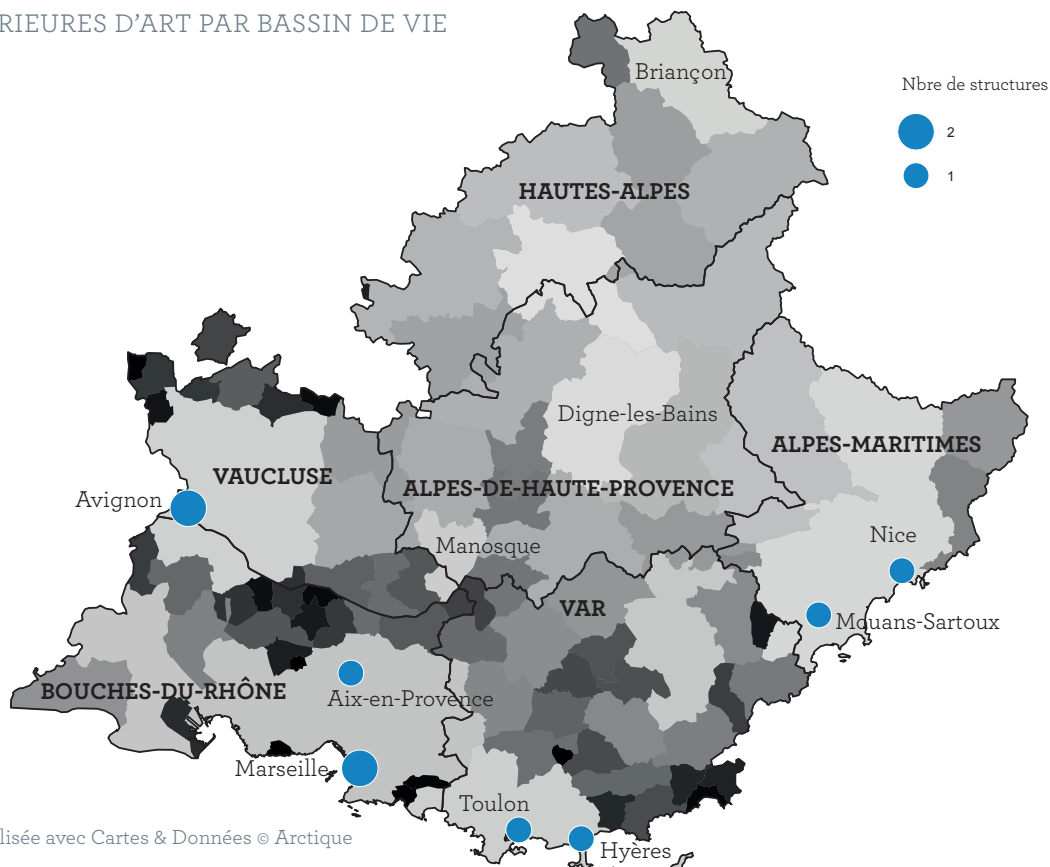 RIEURES D'ART PAR BASSIN DE VIE
Briançon
Nbre de structures
2
1
HAUTES-ALPES
Digne-les-Bains
ALPES-MARITIMES
VAUCLUSE
ALPES-DE-HAUTE-PROVENCE
Avignon
Manosque
Nice
VAR
Mouans-Sartoux
BOUCHES-DU-RHÔNE
Aix-en-Provence
Marseille
Toulon
lisée avec Cartes & Données © Arctique
Hyères